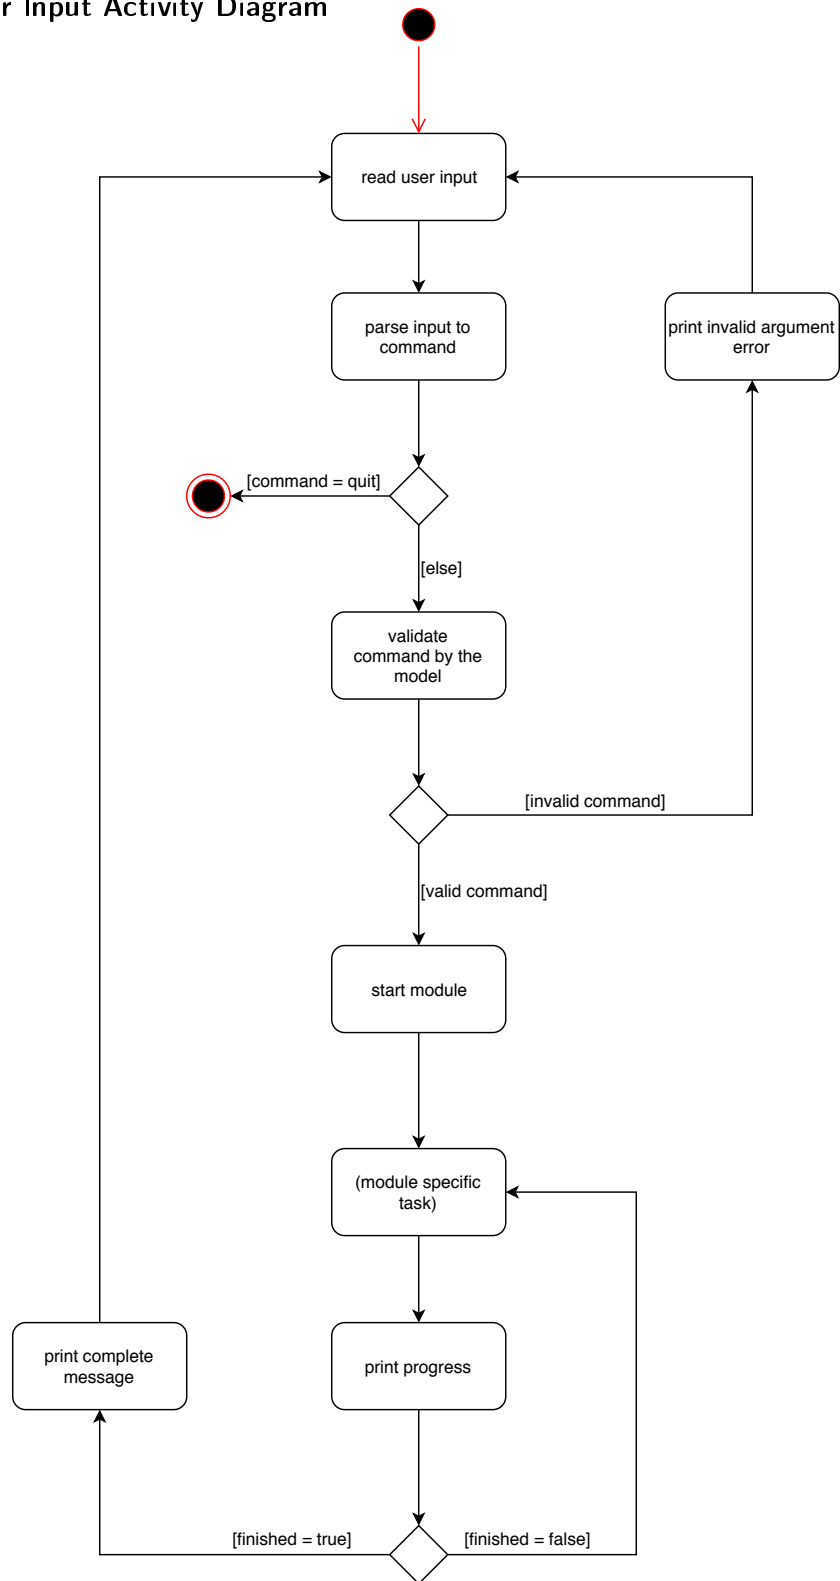 r Input Activity Diagram
read user input
parse input to
command
print invalid argument
error
[command = quit]
[else]
validate
command by the
model
[invalid command]
[valid command]
start module
(module specific
task)
print complete
message
print progress
[finished = true]
[finished = false]